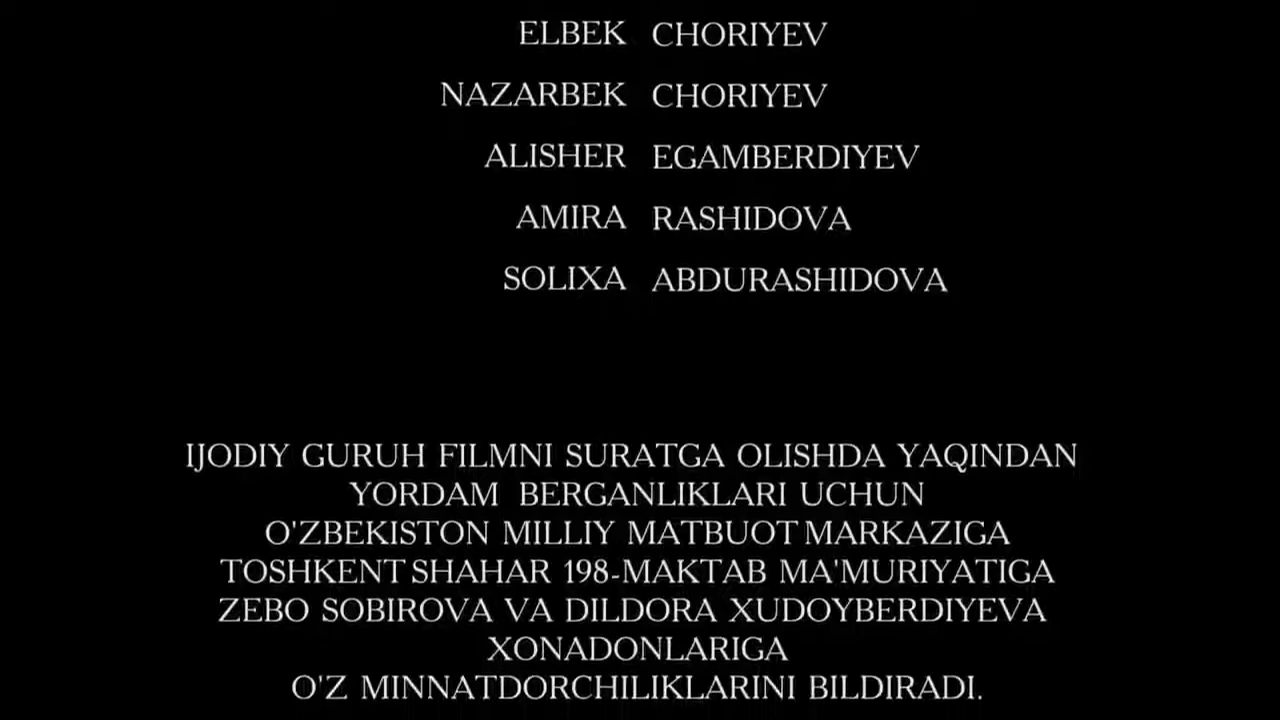 ELBEK CHORIYEV
NAZARBEK CHORIYEV
ALISHER EGAMBERDIYEV
AMIRA RASHIDOVA
SOLIXA ABDURASHIDOVA
IJODIY GURUH FILMNI SURATGA OLISHDA YAQINDAN
YORDAM BERGANLIKLARI UCHUN
O'ZBEKISTON MILLIY MATBUOT MARKAZIGA
TOSHKENT SHAHAR 198-MAKTAB MA'MURIYATIGA
ZEBO SOBIROVA VA DILDORA XUDOYBERDIYEVA
XONADONLARIGA
O'Z MINNATDORCHILIKLARINI BILDIRADI.